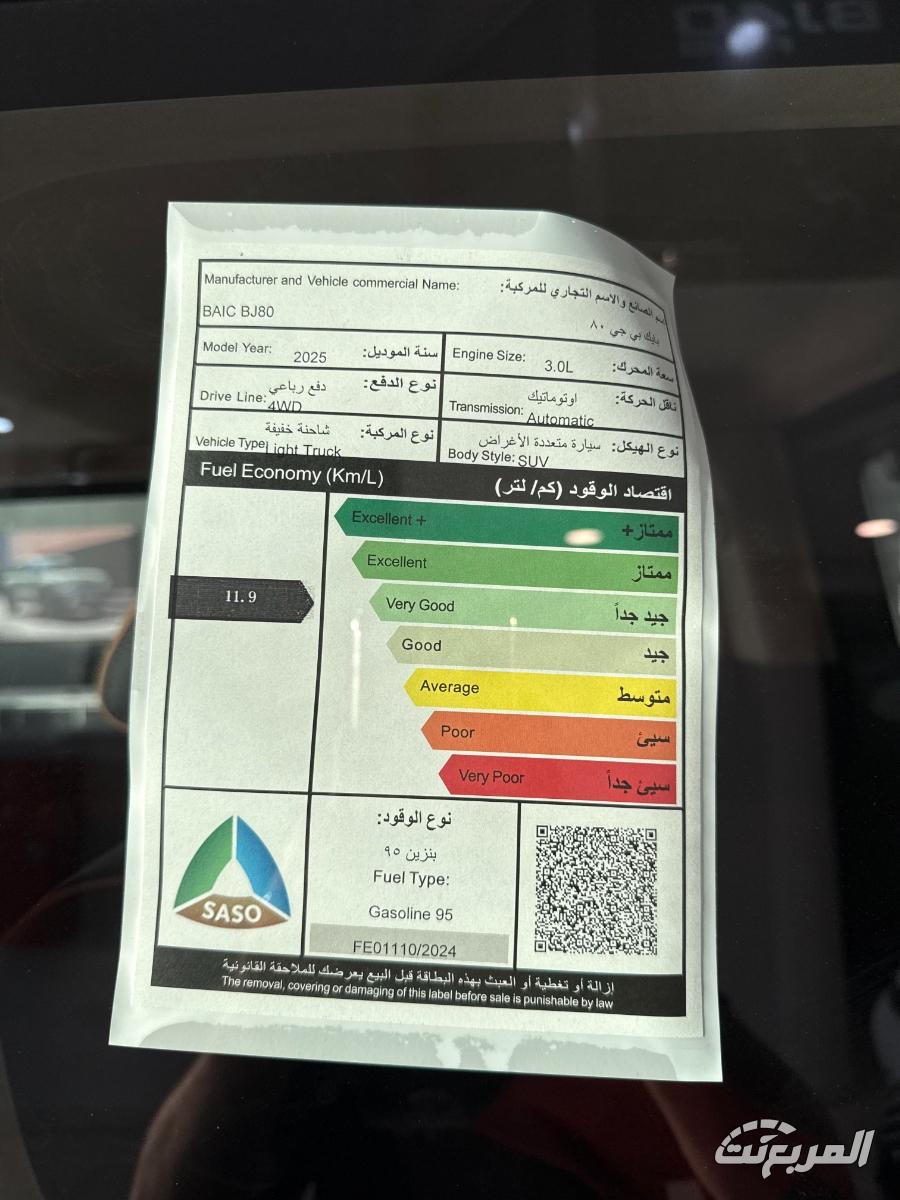 Manufacturer and Vehicle commercial Name:
اسم الصانع والاسم التجاري للمركبة:
BAIC BJ80
بايك بي جي ٨٠
Model Year: 2025 سنة الموديل:
Engine Size: 3.0L سعة المحرك:
Drive Line: دفع رباعي نوع الدفع:
4WD
Transmission: اوتوماتيك ناقل الحركة:
Automatic
Vehicle Type شاحنة خفيفة نوع المركبة:
Light Truck
Body Style: سيارة متعددة الأغراض نوع الهيكل:
SUV
Fuel Economy (Km/L) اقتصاد الوقود (كم/ لتر)
Excellent + ممتاز+
Excellent ممتاز
11.9
Very Good جيد جداً
Good جيد
Average متوسط
Poor سيئ
Very Poor سيئ جداً
SASO
نوع الوقود:
بنزين ٩٥
Fuel Type:
Gasoline 95
FE01110/2024
إزالة أو تغطية أو العبث بهذه البطاقة قبل البيع يعرضك للملاحقة القانونية
The removal, covering or damaging of this label before sale is punishable by law
المربع نت